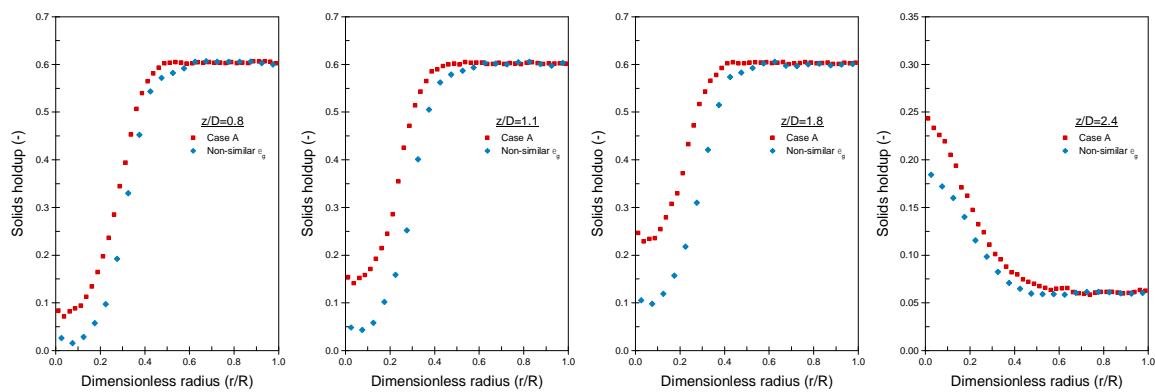 0.7
0.6
0.5
0.4
0.3
0.2
0.1
0.0
Solids holdup (-)
z/D=0.8
Case A
Non-similar eg
0.0 0.2 0.4 0.6 0.8 1.0
Dimensionless radius (r/R)
0.7
0.6
0.5
0.4
0.3
0.2
0.1
0.0
Solids holdup (-)
z/D=1.1
Case A
Non-similar eg
0.0 0.2 0.4 0.6 0.8 1.0
Dimensionless radius (r/R)
0.7
0.6
0.5
0.4
0.3
0.2
0.1
0.0
Solids holduo (-)
z/D=1.8
Case A
Non-similar eg
0.0 0.2 0.4 0.6 0.8 1.0
Dimensionless radius (r/R)
0.35
0.30
0.25
0.20
0.15
0.10
0.05
0.00
Solids holdup (-)
z/D=2.4
Case A
Non-similar eg
0.0 0.2 0.4 0.6 0.8 1.0
Dimensionless radius (r/R)